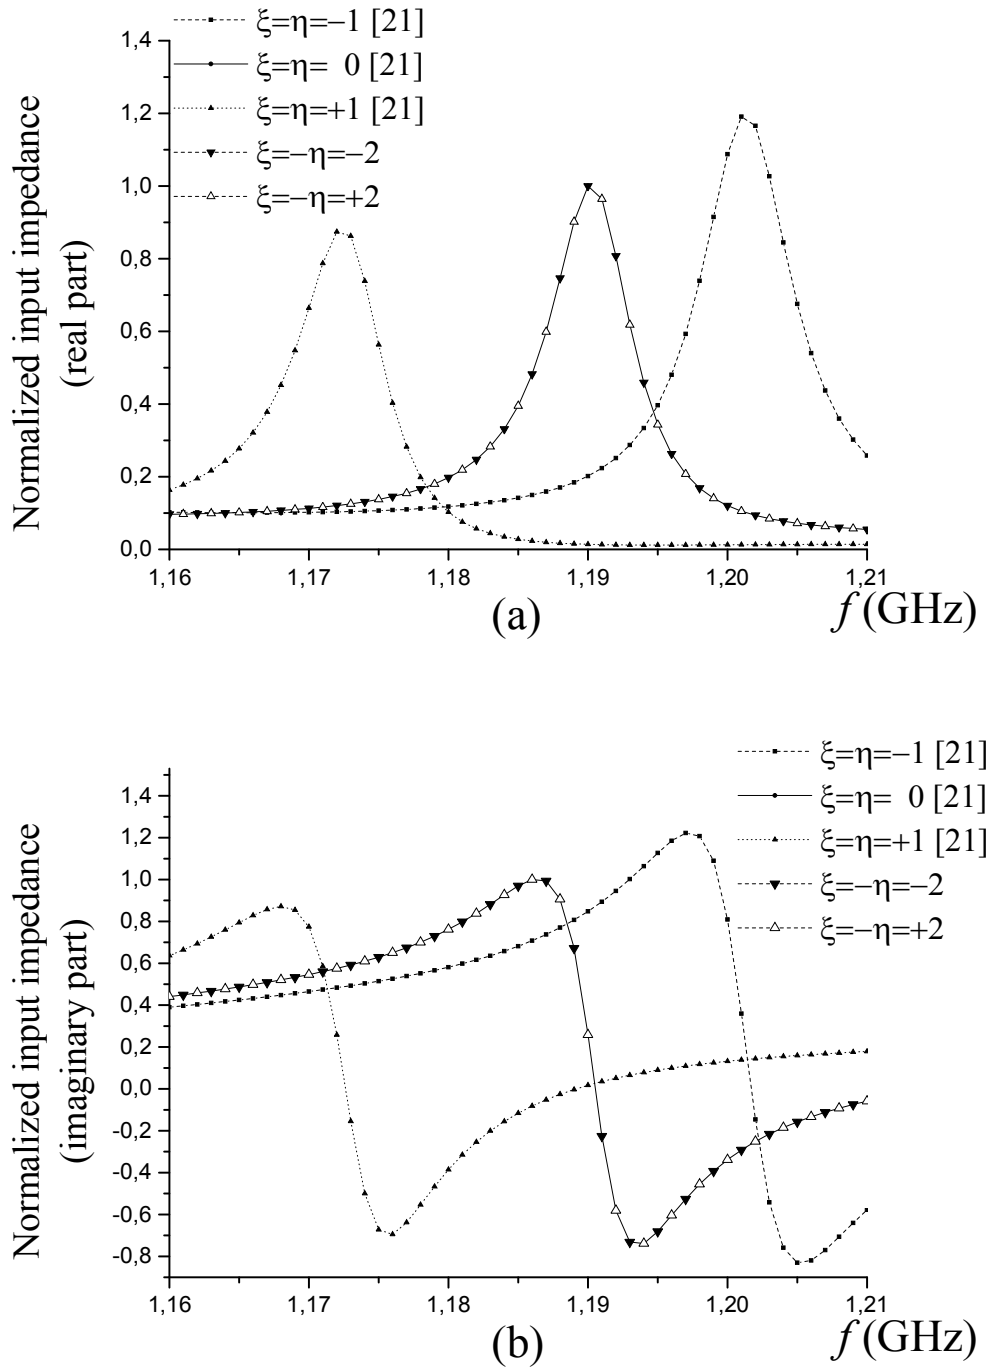 ξ=η=−1 [21]
ξ=η= 0 [21]
ξ=η=+1 [21]
ξ=−η=−2
ξ=−η=+2
Normalized input impedance
(real part)
1,4
1,2
1,0
0,8
0,6
0,4
0,2
0,0
1,16 1,17 1,18 1,19 1,20 1,21
(a)
f (GHz)
ξ=η=−1 [21]
ξ=η= 0 [21]
ξ=η=+1 [21]
ξ=−η=−2
ξ=−η=+2
Normalized input impedance
(imaginary part)
1,4
1,2
1,0
0,8
0,6
0,4
0,2
0,0
-0,2
-0,4
-0,6
-0,8
1,16 1,17 1,18 1,19 1,20 1,21
(b)
f (GHz)